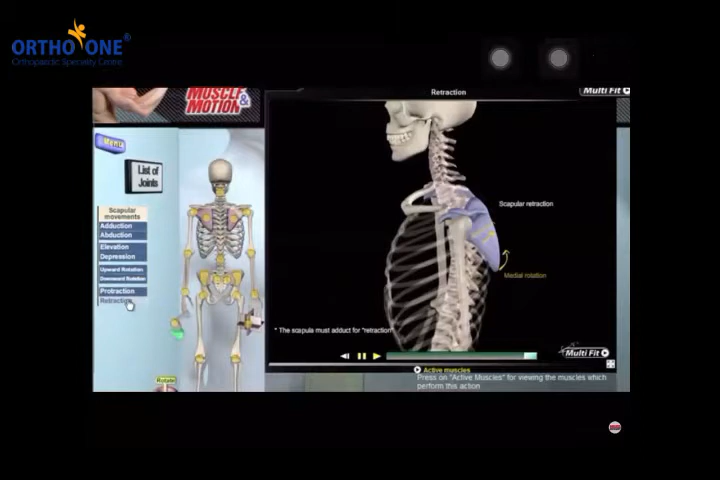 ORTHO ONE®
Orthopaedic Speciality Centre
MUSCLE &
MOTION
Retraction
Multi Fit
Menu
List of
Joints
Scapular
movements
Adduction
Abduction
Elevation
Depression
Upward Rotation
Downward Rotation
Protraction
Retraction
Scapular retraction
Medial rotation
* The scapula must adduct for "retraction"
Multi Fit
Rotate
Active muscles
Press on "Active Muscles" for viewing the muscles which
perform this action